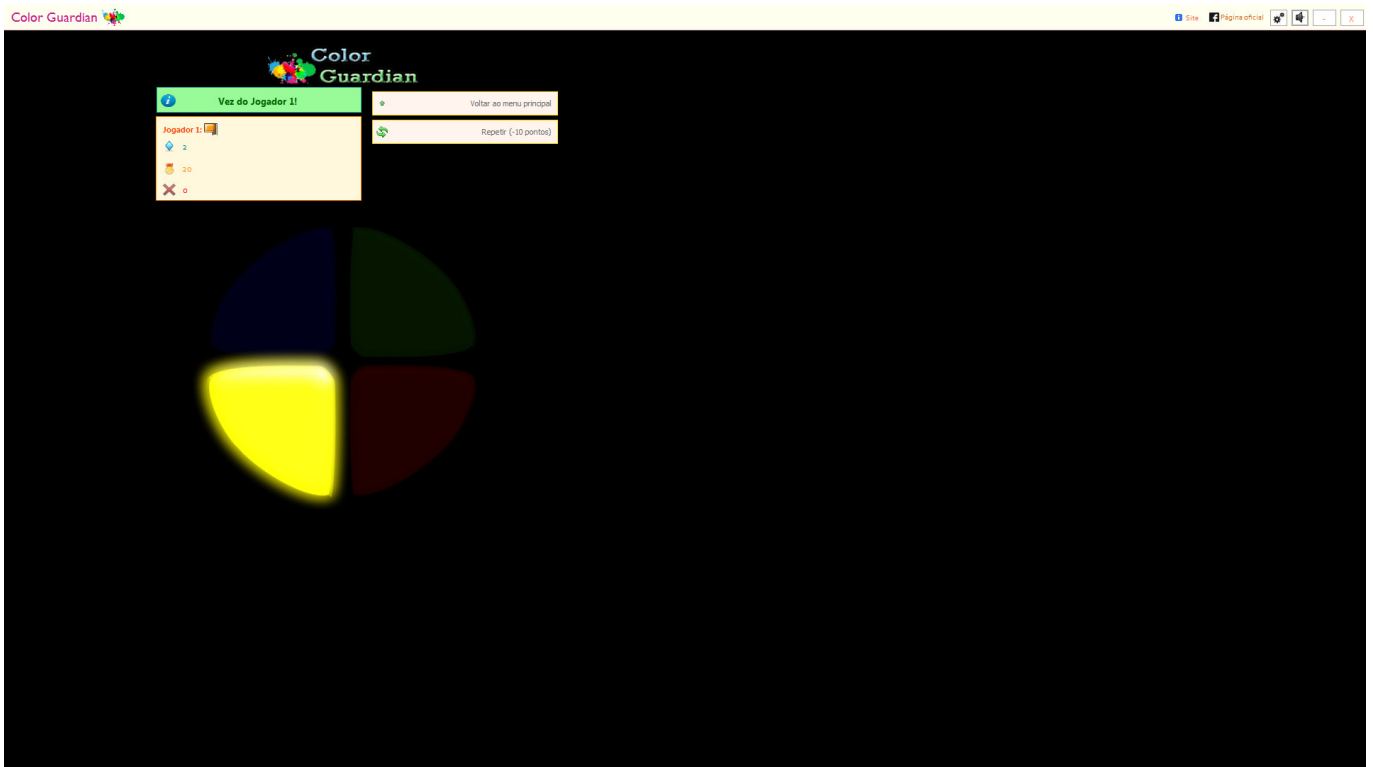 Color Guardian
Site
Página oficial
-
X
Color
Guardian
Vez do Jogador 1!
Voltar ao menu principal
Jogador 1:
Repetir (-10 pontos)
2
20
0